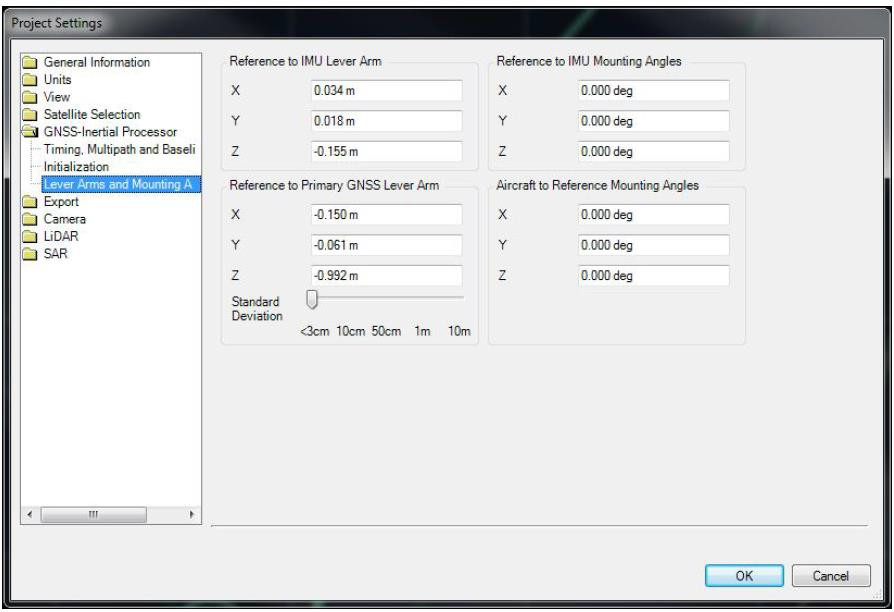 Project Settings
General Information
Units
View
Satellite Selection
GNSS-Inertial Processor
Timing, Multipath and Baseli
Initialization
Lever Arms and Mounting A
Export
Camera
LiDAR
SAR
Reference to IMU Lever Arm
X 0.034 m
Y 0.018 m
Z -0.155 m
Reference to IMU Mounting Angles
X 0.000 deg
Y 0.000 deg
Z 0.000 deg
Reference to Primary GNSS Lever Arm
X -0.150 m
Y -0.061 m
Z -0.992 m
Standard
Deviation
<3cm 10cm 50cm 1m 10m
Aircraft to Reference Mounting Angles
X 0.000 deg
Y 0.000 deg
Z 0.000 deg
OK Cancel